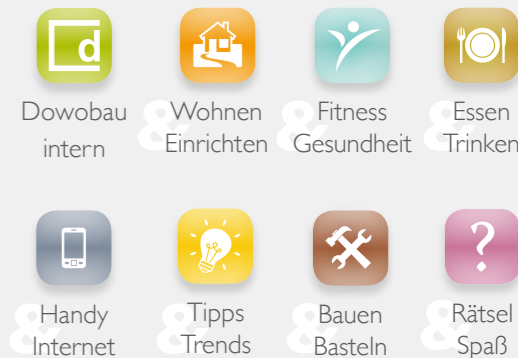 d
Dowobau
intern
Wohnen
& Einrichten
Fitness
& Gesundheit
Essen
& Trinken
?
Handy
& Internet
Tipps
& Trends
Bauen
& Basteln
Rätsel
& Spaß